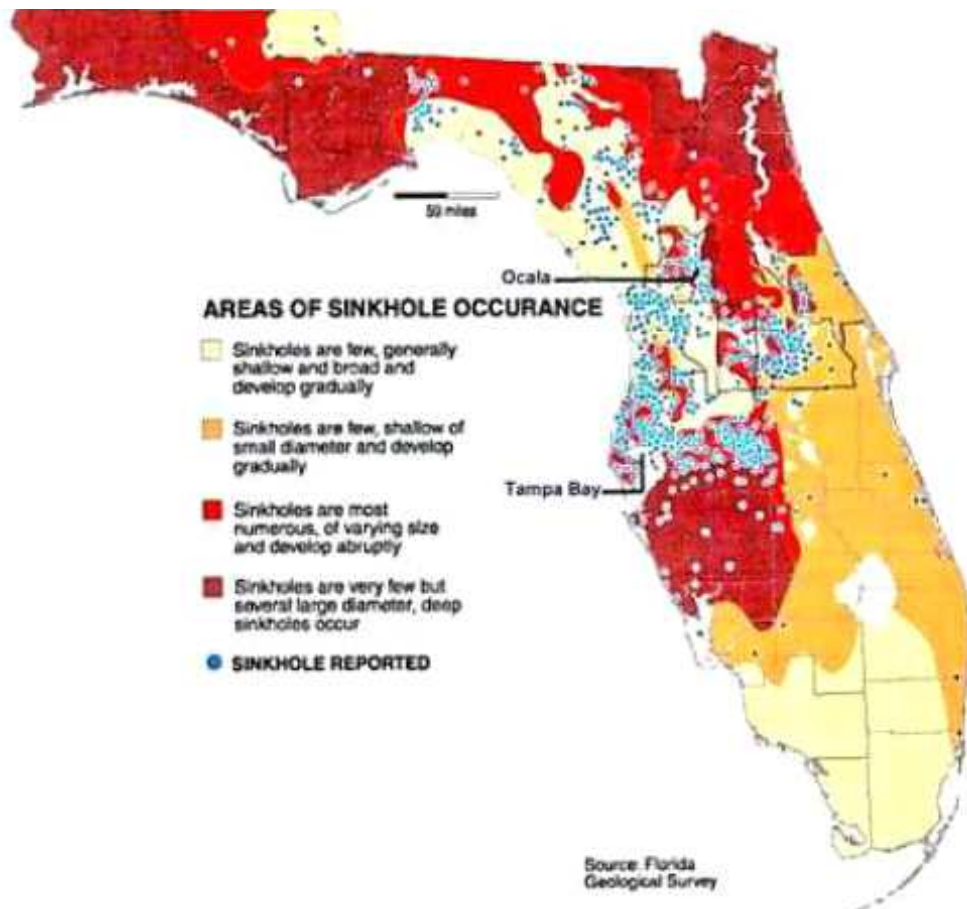 50 miles
Ocala
AREAS OF SINKHOLE OCCURANCE
Sinkholes are few, generally
shallow and broad and
develop gradually
Sinkholes are few, shallow of
small diameter and develop
gradually
Sinkholes are most
numerous, of varying size
and develop abruptly
Sinkholes are very few but
several large diameter, deep
sinkholes occur
SINKHOLE REPORTED
Tampa Bay
Source: Florida
Geological Survey